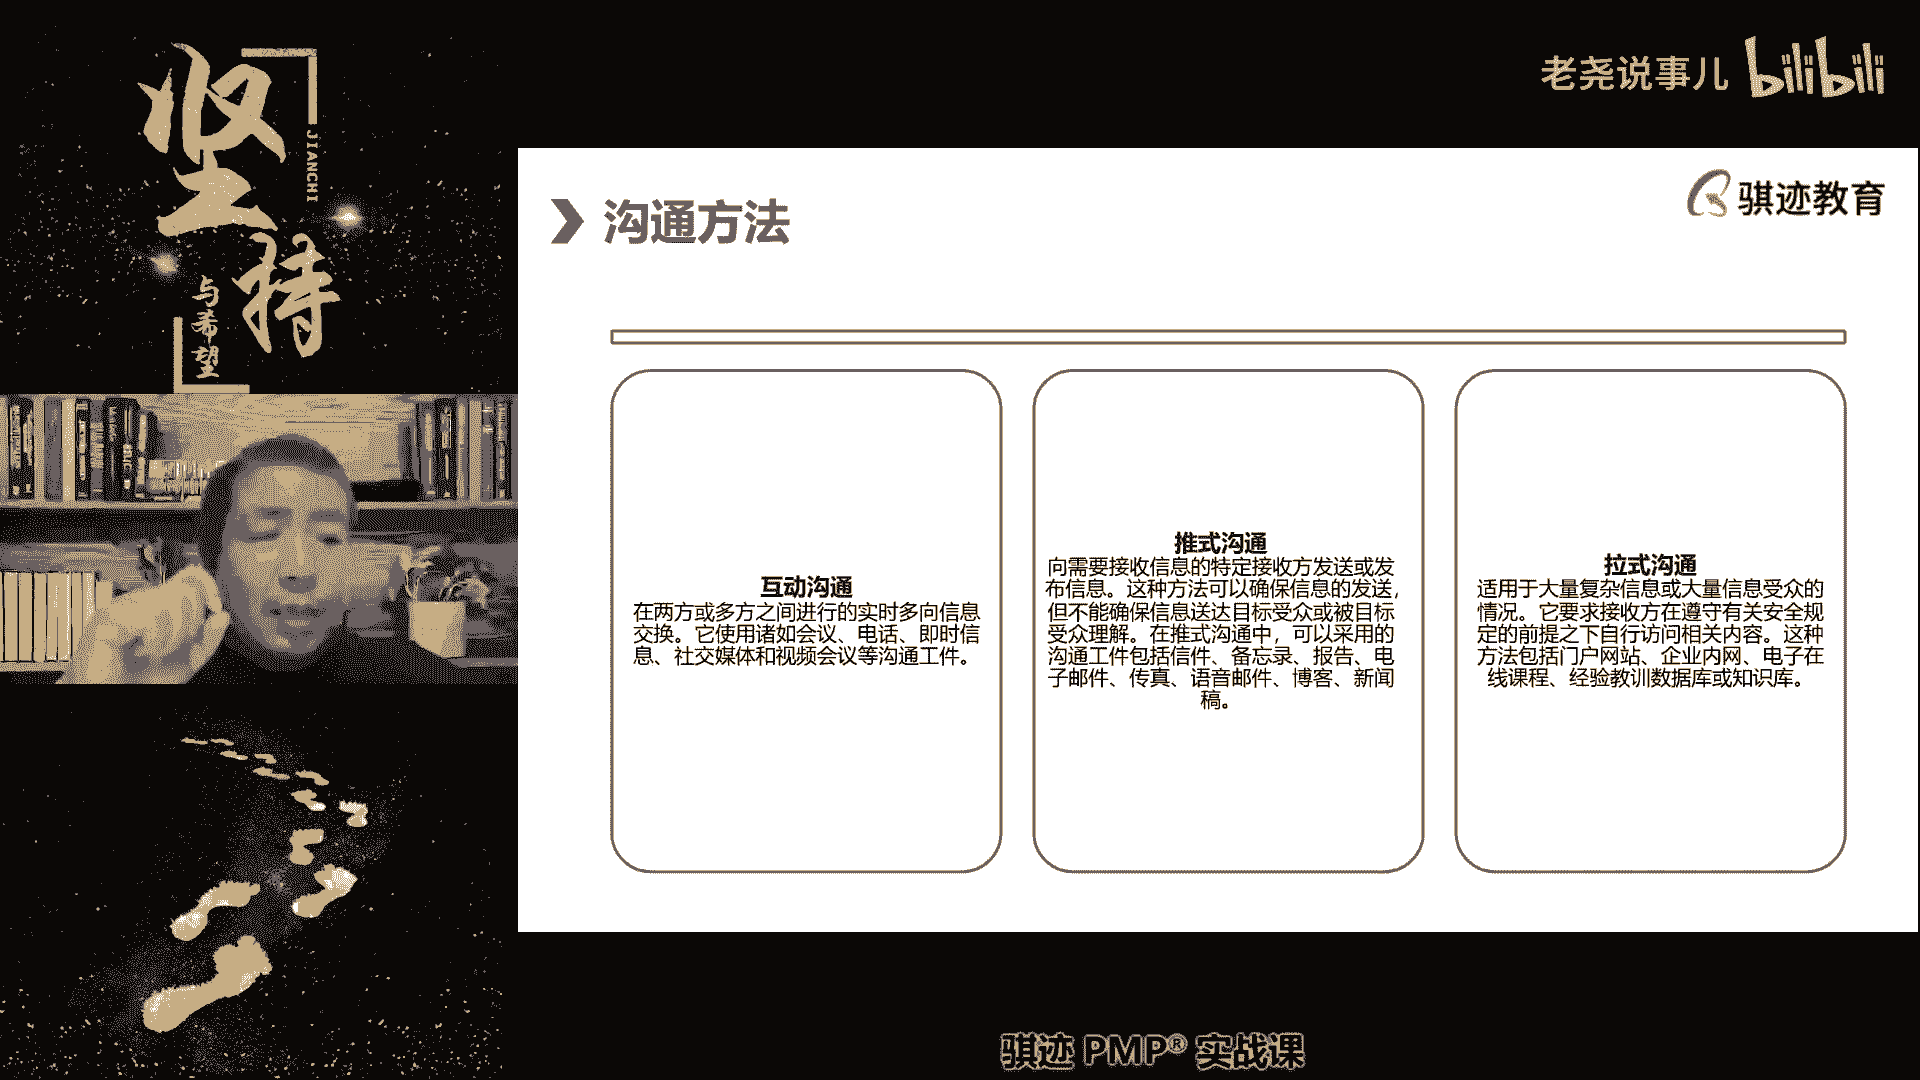 坚持
JIANCHI
与希望
老尧说事儿 bilibili
骐迹教育
沟通方法
互动沟通
在两方或多方之间进行的实时多向信息
交换。它使用诸如会议、电话、即时信
息、社交媒体和视频会议等沟通工件。
推式沟通
向需要接收信息的特定接收方发送或发
布信息。这种方法可以确保信息的发送，
但不能确保信息送达目标受众或被目标
受众理解。在推式沟通中，可以采用的
沟通工件包括信件、备忘录、报告、电
子邮件、传真、语音邮件、博客、新闻
稿。
拉式沟通
适用于大量复杂信息或大量信息受众的
情况。它要求接收方在遵守有关安全规
定的前提之下自行访问相关内容。这种
方法包括门户网站、企业内网、电子在
线课程、经验教训数据库或知识库。
骐迹 PMP® 实战课